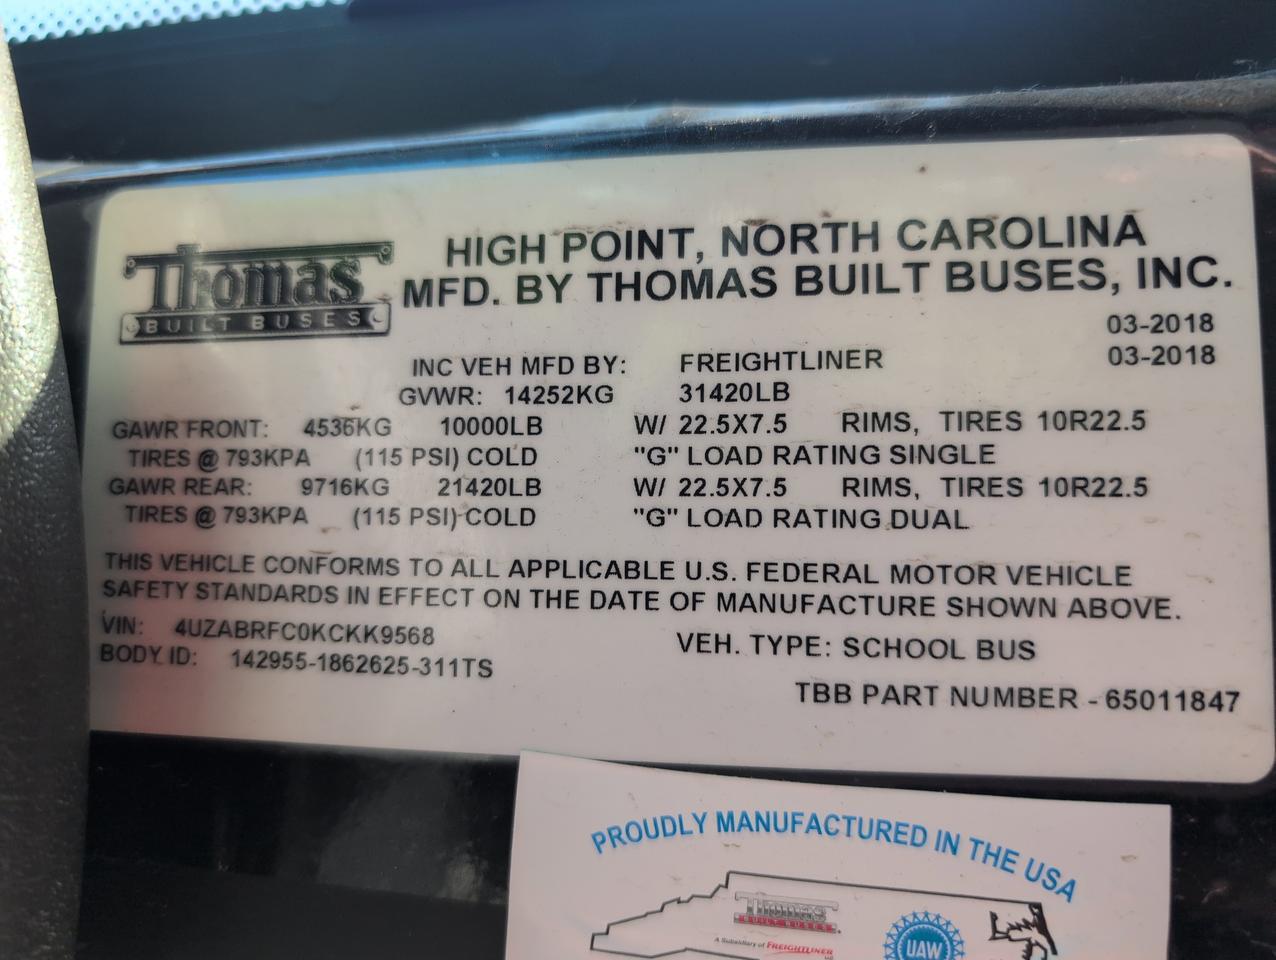 Thomas
BUILT BUSES
HIGH POINT, NORTH CAROLINA
MFD. BY THOMAS BUILT BUSES, INC.
03-2018
INC VEH MFD BY: FREIGHTLINER 03-2018
GVWR: 14252KG 31420LB
GAWR FRONT: 4536KG 10000LB W/ 22.5X7.5 RIMS, TIRES 10R22.5
TIRES @ 793KPA (115 PSI) COLD "G" LOAD RATING SINGLE
GAWR REAR: 9716KG 21420LB W/ 22.5X7.5 RIMS, TIRES 10R22.5
TIRES @ 793KPA (115 PSI) COLD "G" LOAD RATING DUAL
THIS VEHICLE CONFORMS TO ALL APPLICABLE U.S. FEDERAL MOTOR VEHICLE
SAFETY STANDARDS IN EFFECT ON THE DATE OF MANUFACTURE SHOWN ABOVE.
VIN: 4UZABRFC0KCKK9568 VEH. TYPE: SCHOOL BUS
BODY ID: 142955-1862625-311TS
TBB PART NUMBER - 65011847
PROUDLY MANUFACTURED IN THE USA
Thomas
BUILT BUSES
A Subsidiary of FREIGHTLINER
UAW